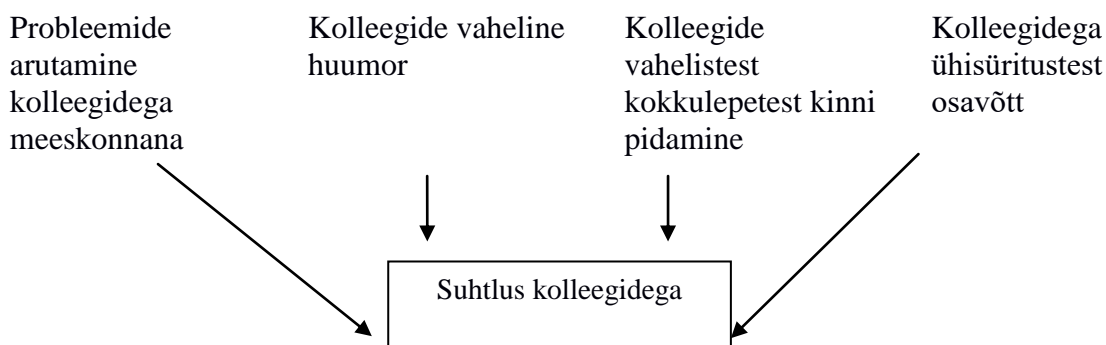 Probleemide
arutamine
kolleegidega
meeskonnana
Kolleegide vaheline
huumor
Kolleegide
vahelistest
kokkulepetest kinni
pidamine
Kolleegidega
ühisüritustest
osavõtt
Suhtlus kolleegidega